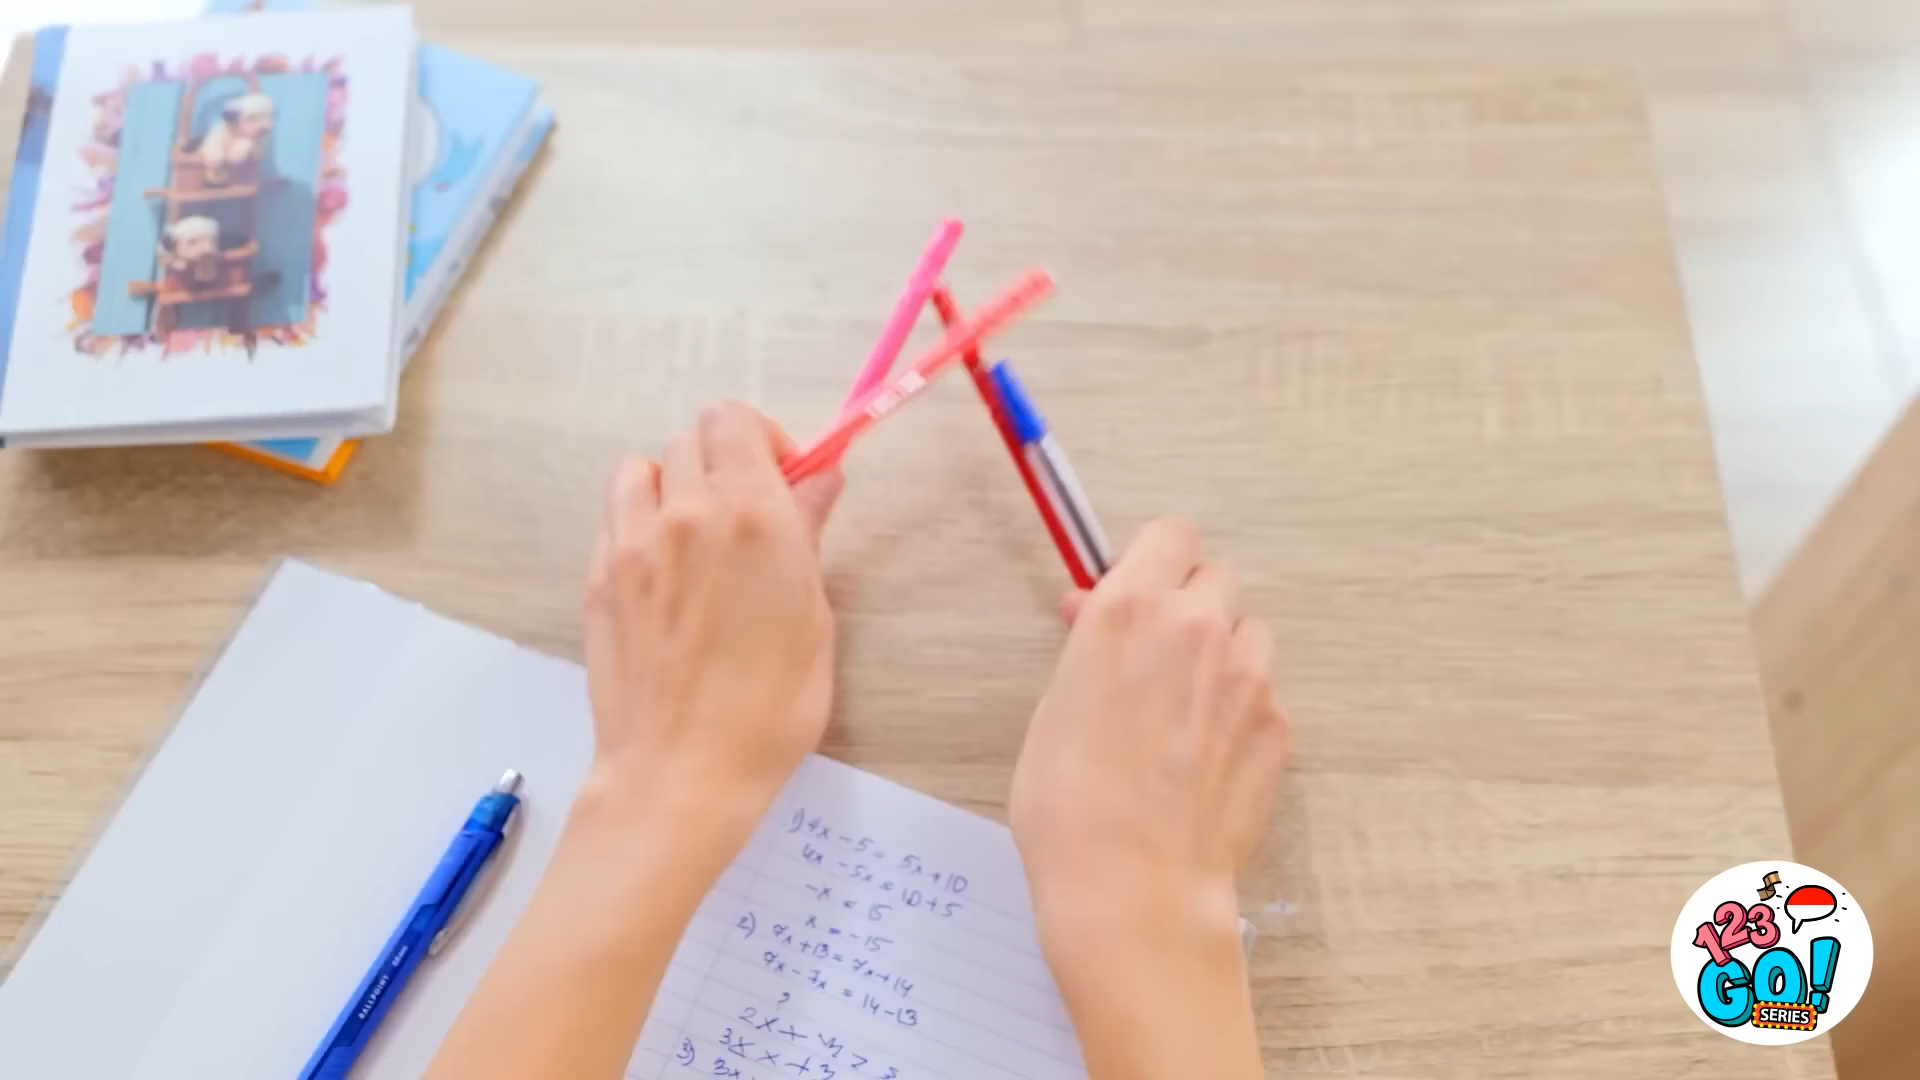 1) 4x - 5 = 5x + 10
4x - 5x = 10 + 5
-x = 15
x = -15
2) 7x + 13 = 7x + 14
7x - 7x = 14 - 13
?
3)
BALLPOINT
123
GO!
SERIES